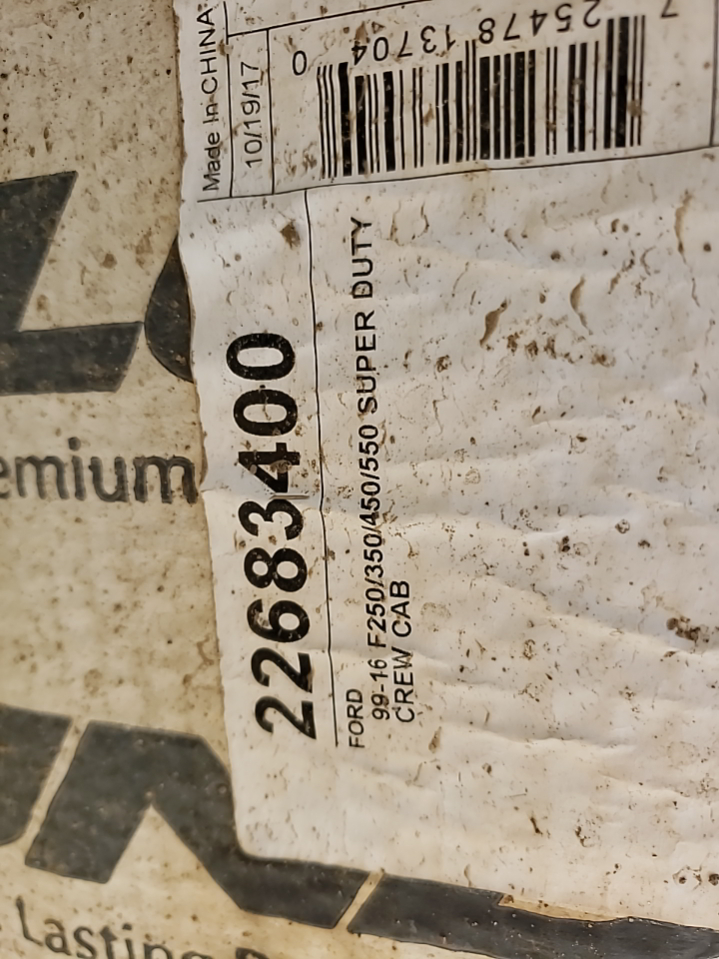 Made In CHINA
10/19/17
7 25478 13704 0
22683400
FORD
99-16 F250/350/450/550 SUPER DUTY
CREW CAB
emium
Lasting